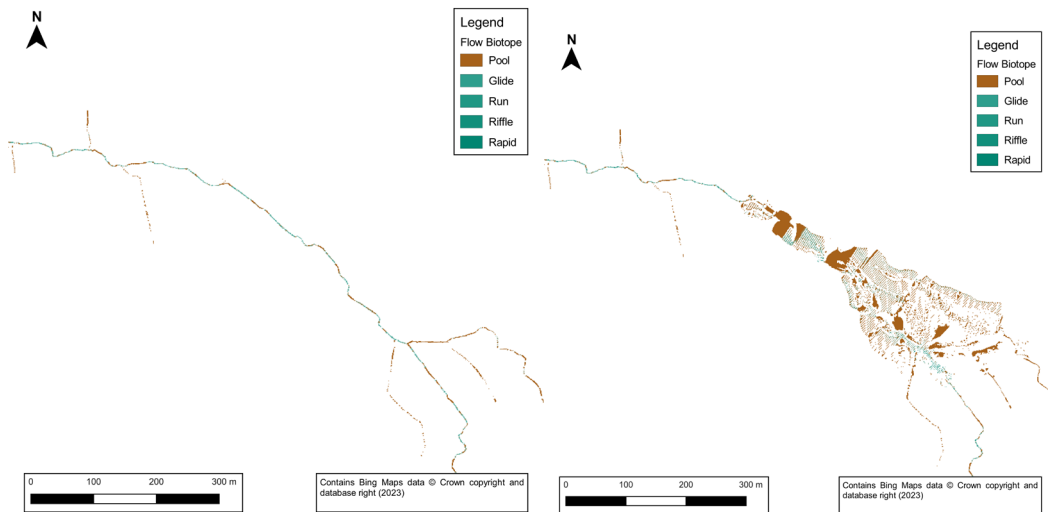 N
Legend
Flow Biotope
Pool
Glide
Run
Riffle
Rapid
0 100 200 300 m
Contains Bing Maps data © Crown copyright and
database right (2023)
N
Legend
Flow Biotope
Pool
Glide
Run
Riffle
Rapid
0 100 200 300 m
Contains Bing Maps data © Crown copyright and
database right (2023)